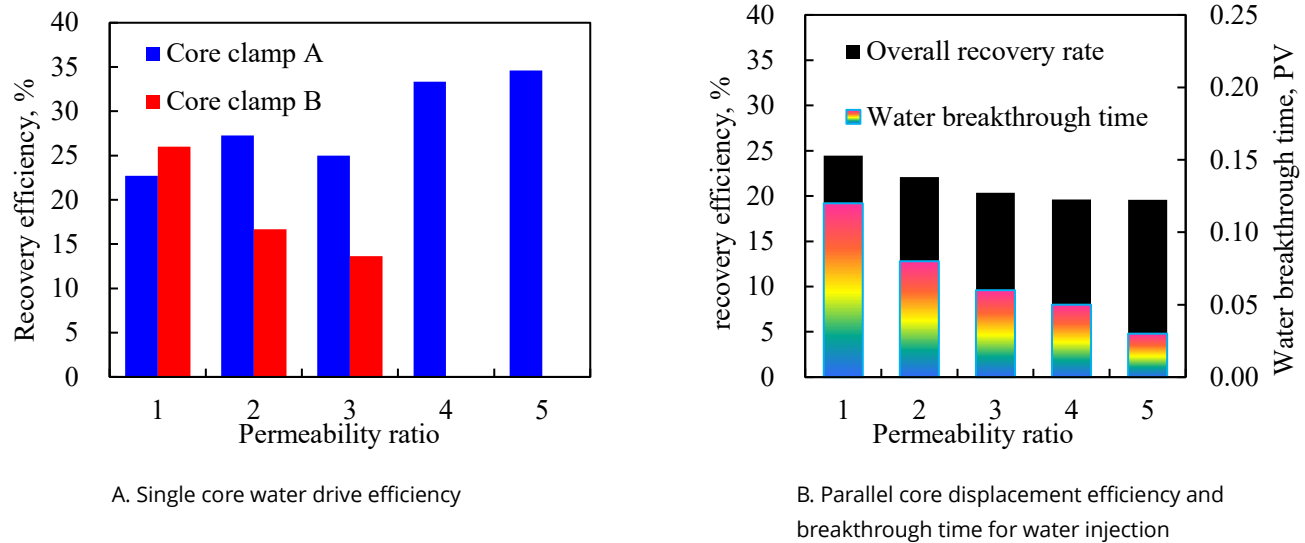 40
35
30
25
20
15
10
5
0
Recovery efficiency, %
Core clamp A
Core clamp B
1 2 3 4 5
Permeability ratio
A. Single core water drive efficiency
40
35
30
25
20
15
10
5
0
recovery efficiency, %
Overall recovery rate
Water breakthrough time
0.25
0.20
0.15
0.10
0.05
0.00
Water breakthrough time, PV
1 2 3 4 5
Permeability ratio
B. Parallel core displacement efficiency and
breakthrough time for water injection